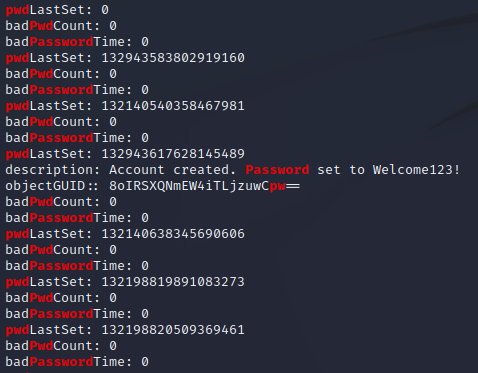 pwdLastSet: 0
badPwdCount: 0
badPasswordTime: 0
pwdLastSet: 132943583802919160
badPwdCount: 0
badPasswordTime: 0
pwdLastSet: 132140540358467981
badPwdCount: 0
badPasswordTime: 0
pwdLastSet: 132943617628145489
description: Account created. Password set to Welcome123!
objectGUID:: 8oIRSXQNmEW4iTLjzuwCpw==
badPwdCount: 0
badPasswordTime: 0
pwdLastSet: 132140638345690606
badPwdCount: 0
badPasswordTime: 0
pwdLastSet: 132198819891083273
badPwdCount: 0
badPasswordTime: 0
pwdLastSet: 132198820509369461
badPwdCount: 0
badPasswordTime: 0